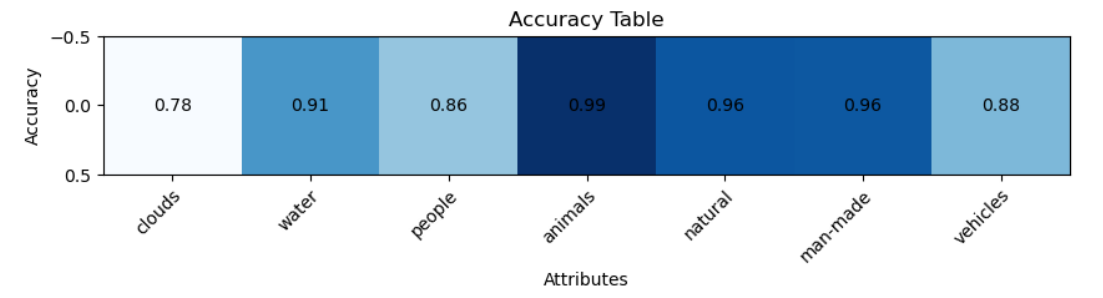 Accuracy Table
−0.5
0.0
0.5
Accuracy
0.78 0.91 0.86 0.99 0.96 0.96 0.88
clouds water people animals natural man-made vehicles
Attributes